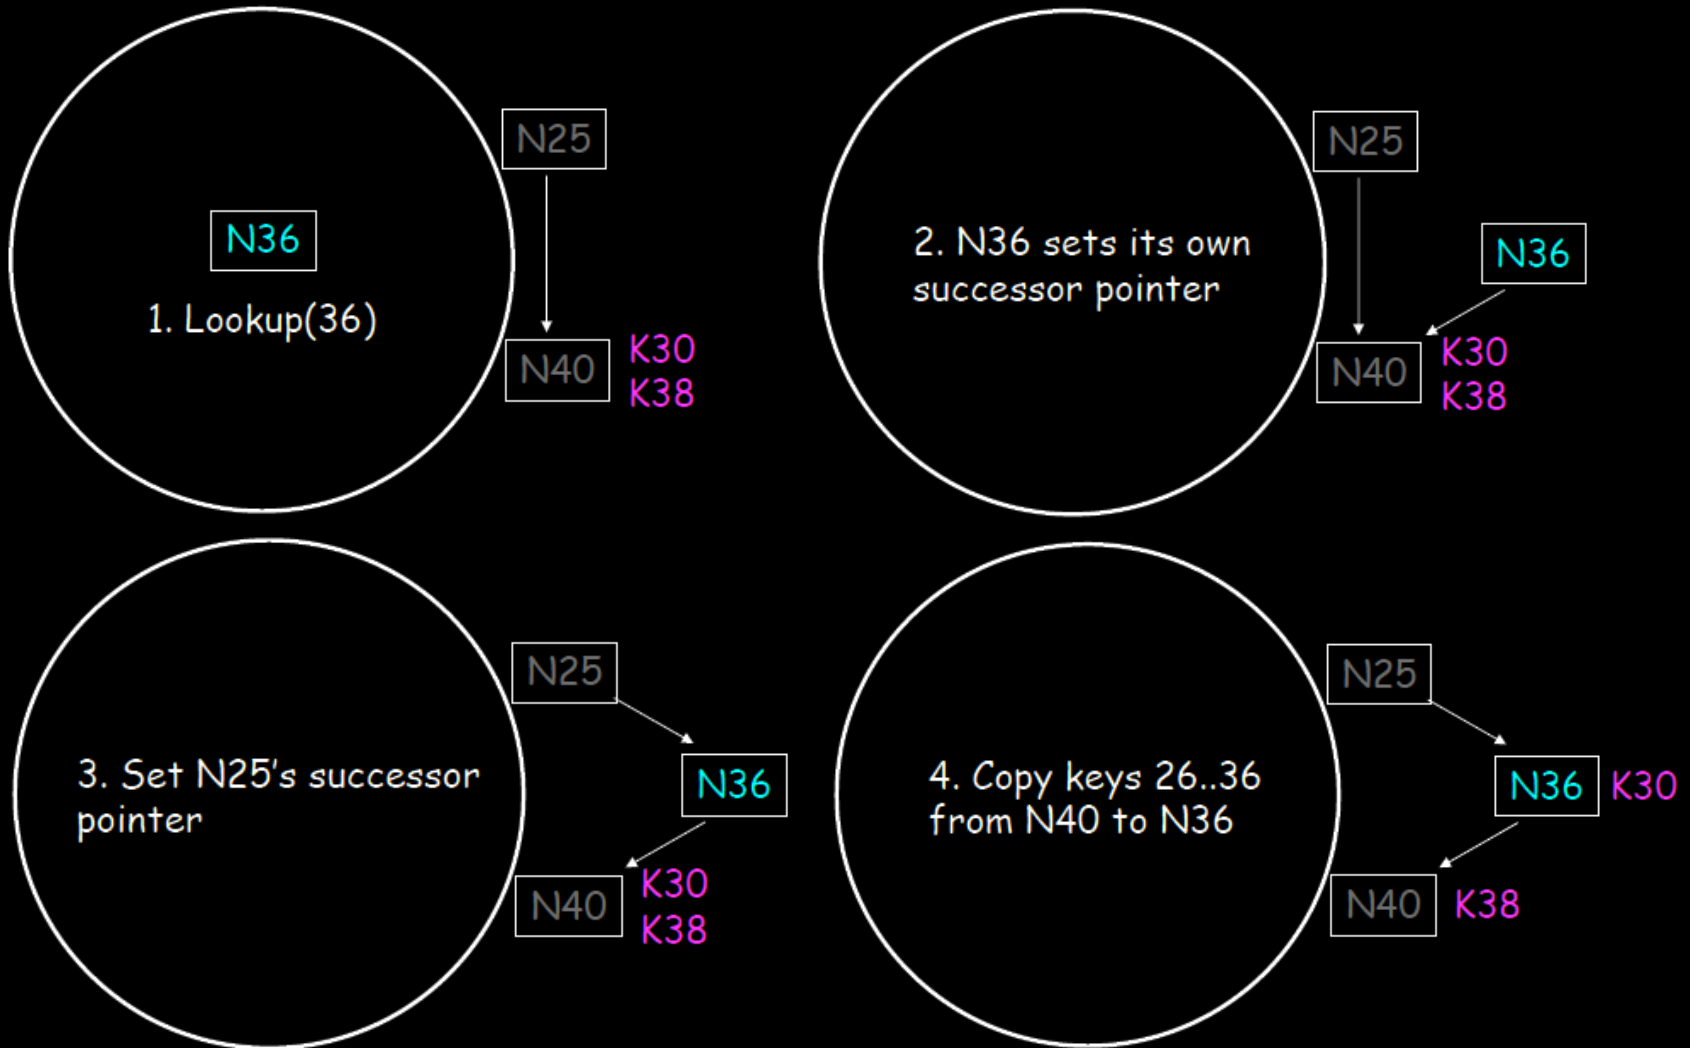 N25
N36
1. Lookup(36)
N40
K30
K38
N25
2. N36 sets its own
successor pointer
N36
N40
K30
K38
N25
3. Set N25's successor
pointer
N36
N40
K30
K38
N25
4. Copy keys 26..36
from N40 to N36
N36 K30
N40 K38